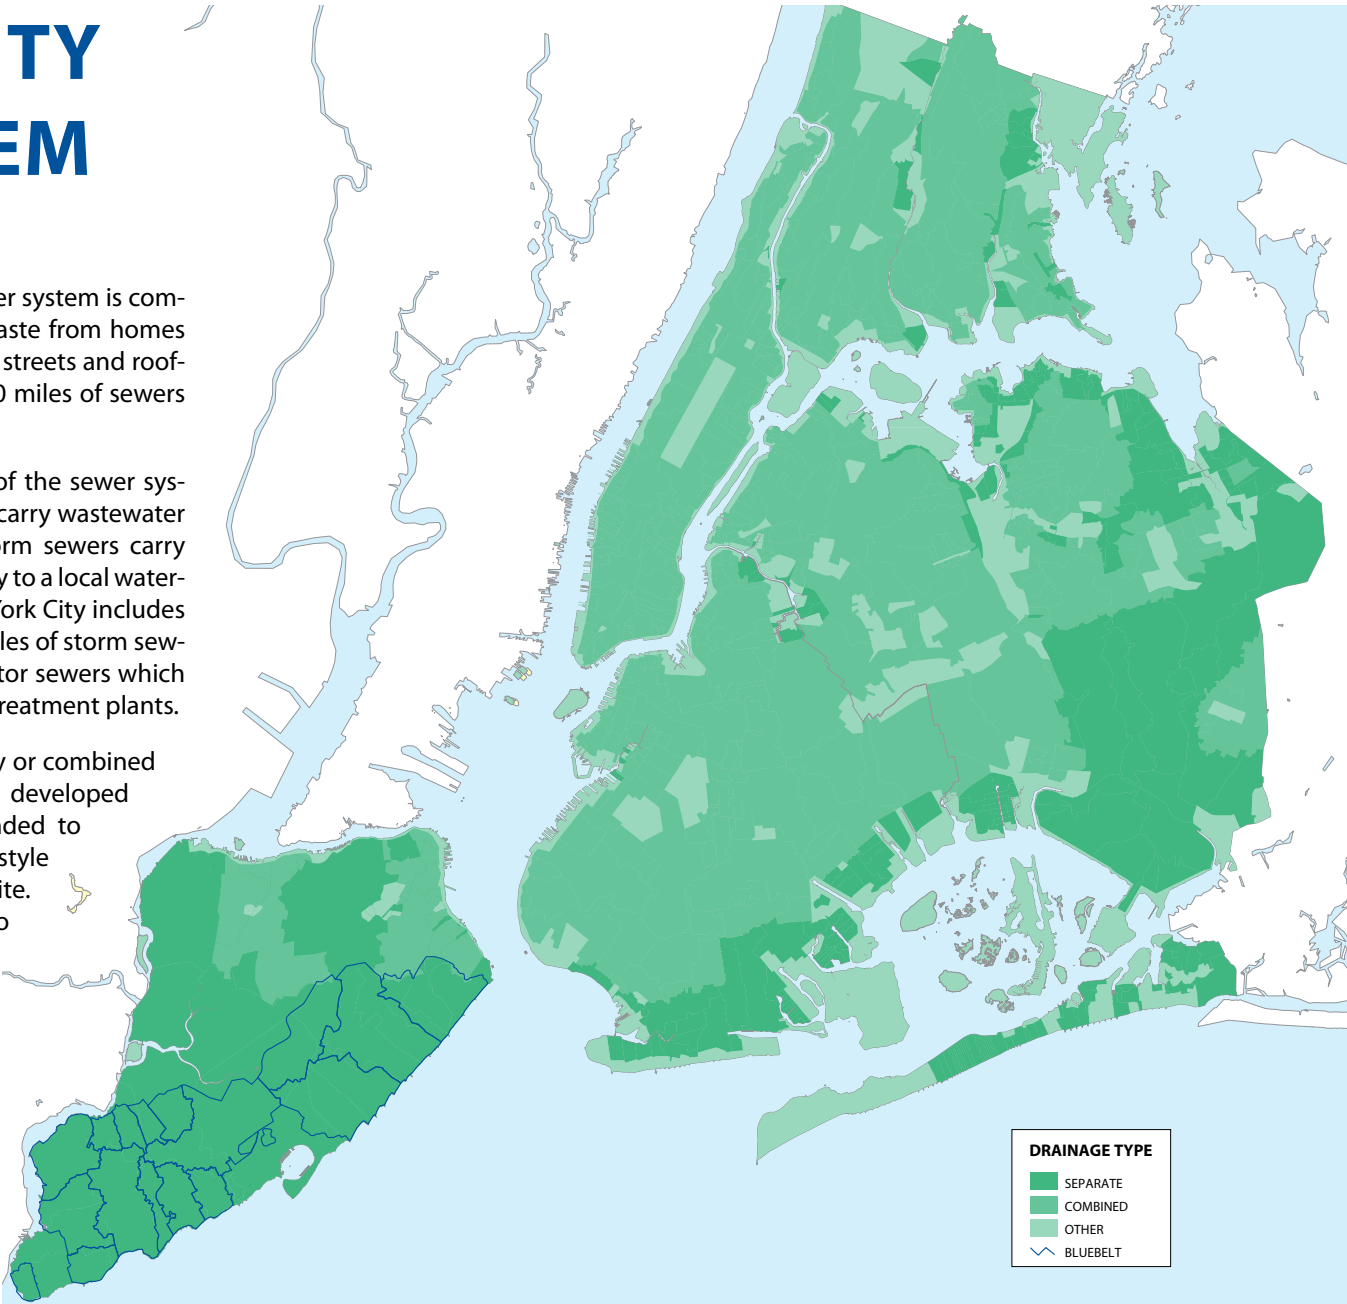 TY
EM
er system is com-
aste from homes
streets and roof-
0 miles of sewers
of the sewer sys-
carry wastewater
orm sewers carry
y to a local water-
York City includes
les of storm sew-
tor sewers which
reatment plants.
y or combined
developed
ded to
style
ite.
o
DRAINAGE TYPE
SEPARATE
COMBINED
OTHER
BLUEBELT